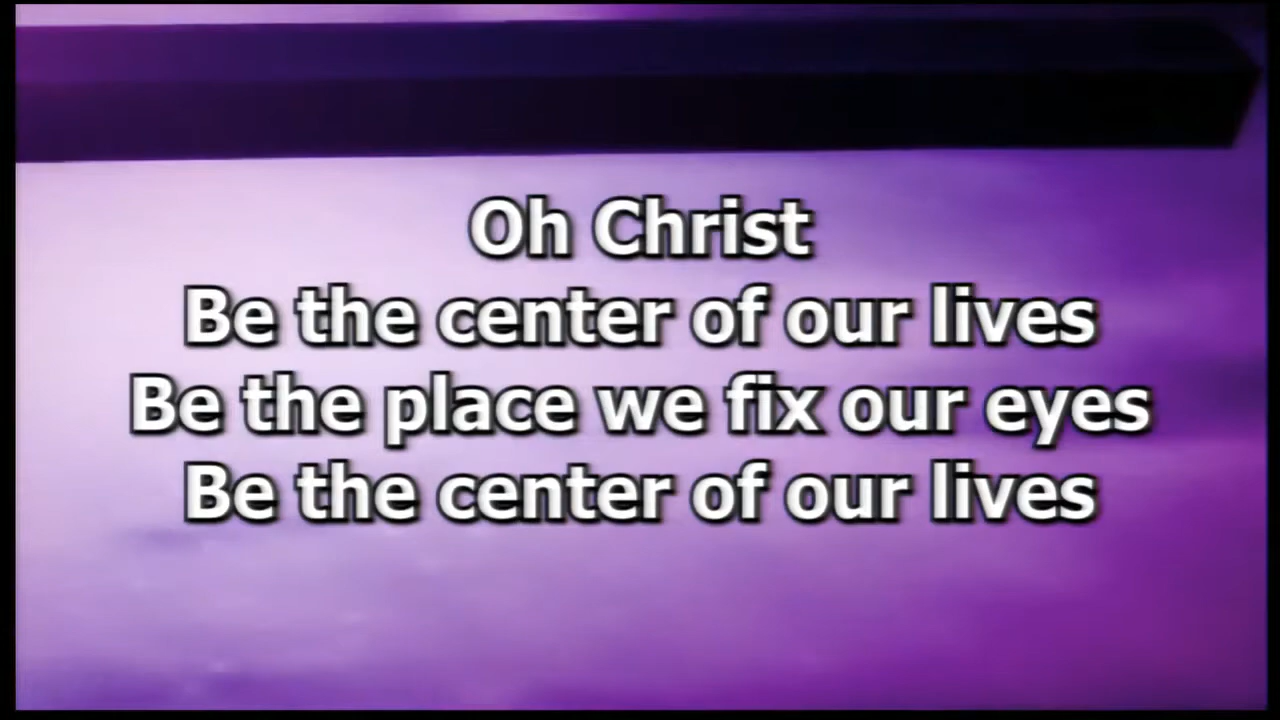 Oh Christ
Be the center of our lives
Be the place we fix our eyes
Be the center of our lives